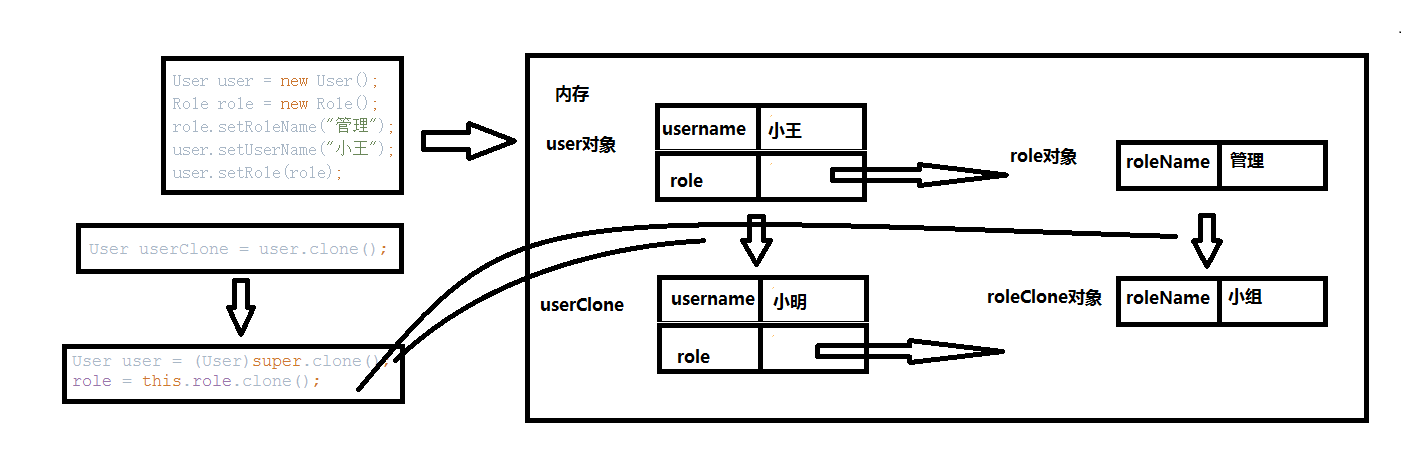 User user = new User();
Role role = new Role();
role.setRoleName("管理");
user.setUserName("小王");
user.setRole(role);
User userClone = user.clone();
User user = (User)super.clone();
role = this.role.clone();
内存
user对象
username 小王
role
role对象
roleName 管理
userClone
username 小明
role
roleClone对象
roleName 小组